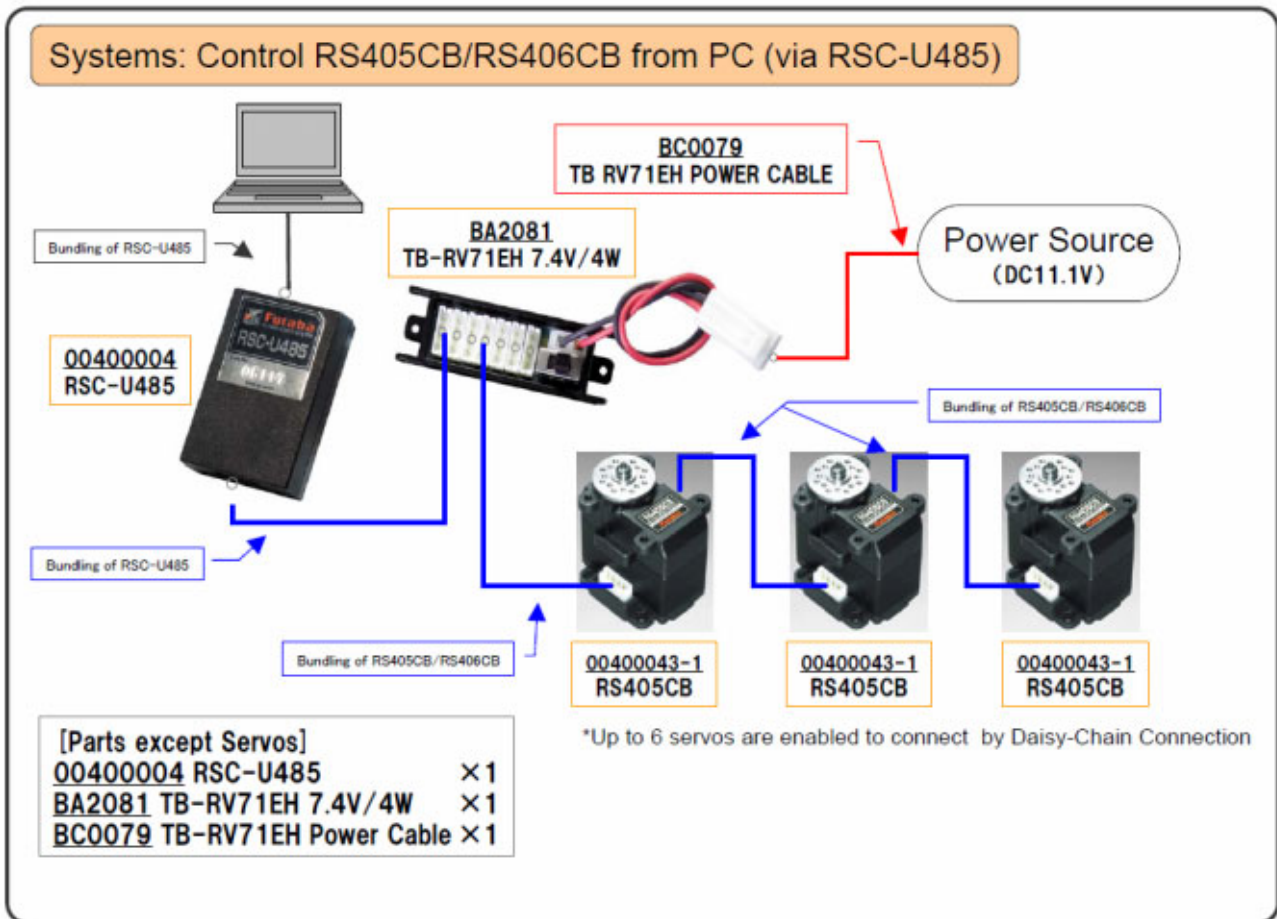 Systems: Control RS405CB/RS406CB from PC (via RSC-U485)
BC0079
TB RV71EH POWER CABLE
Bundling of RSC-U485
BA2081
TB-RV71EH 7.4V/4W
Power Source
(DC11.1V)
Futaba
RSC-U485
00400004
RSC-U485
Bundling of RS405CB/RS406CB
Bundling of RSC-U485
Bundling of RS405CB/RS406CB
00400043-1
RS405CB
00400043-1
RS405CB
00400043-1
RS405CB
*Up to 6 servos are enabled to connect by Daisy-Chain Connection
[Parts except Servos]
00400004 RSC-U485 ×1
BA2081 TB-RV71EH 7.4V/4W ×1
BC0079 TB-RV71EH Power Cable ×1